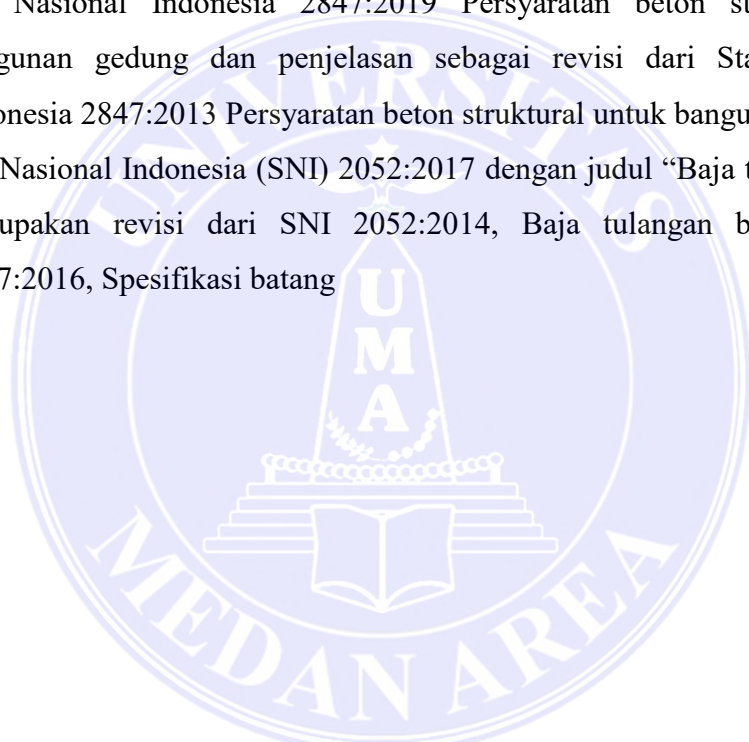 Nasional Indonesia 2847:2019 Persyaratan beton
gunan gedung dan penjelasan sebagai revisi dari
onesia 2847:2013 Persyaratan beton struktural untuk
Nasional Indonesia (SNI) 2052:2017 dengan judul “Baja
upakan revisi dari SNI 2052:2014, Baja tulangan
7:2016, Spesifikasi batang
UNIVERSITAS
U
M
A
MEDAN AREA